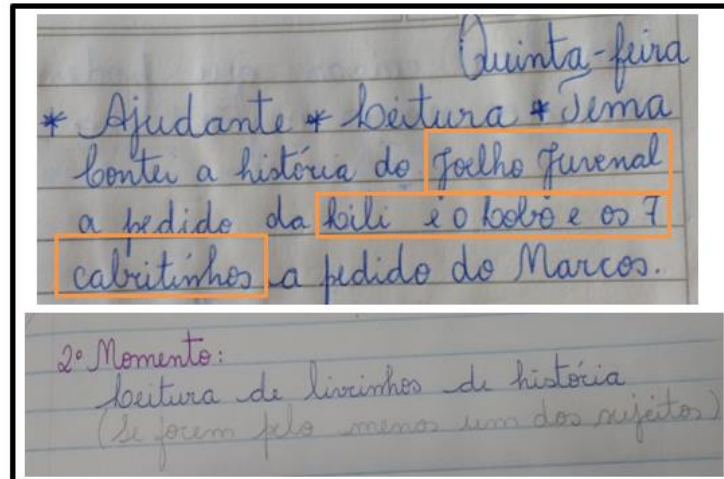 Quinta-feira
* Ajudante * Leitura * Tema
Contei a história do Joelho Juvenal
a pedido da Lili e o Lobo e os 7
cabritinhos a pedido do Marcos.
2º Momento:
Leitura de livrinhos de história
(Se forem pelo menos um dos sujeitos)